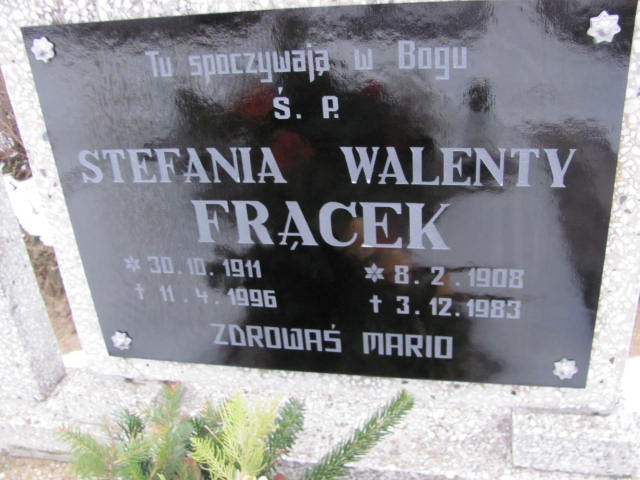 Tu spoczywają w Bogu
Ś. P.
STEFANIA WALENTY
FRĄCEK
* 30.10.1911 * 8.2.1908
† 11.4.1996 † 3.12.1983
ZDROWAŚ MARIO